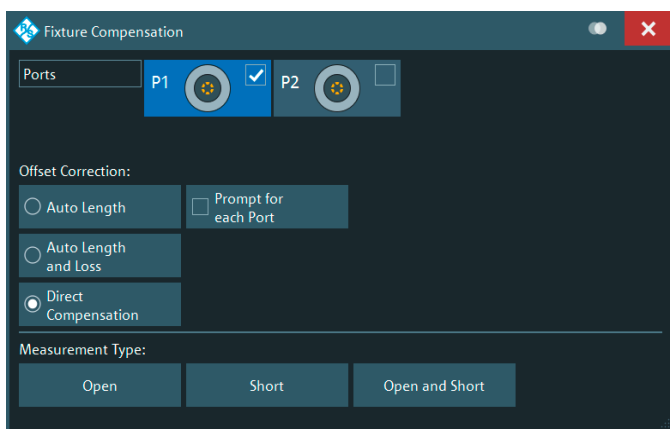 Fixture Compensation
Ports
P1
P2
Offset Correction:
Auto Length
Prompt for
each Port
Auto Length
and Loss
Direct
Compensation
Measurement Type:
Open
Short
Open and Short